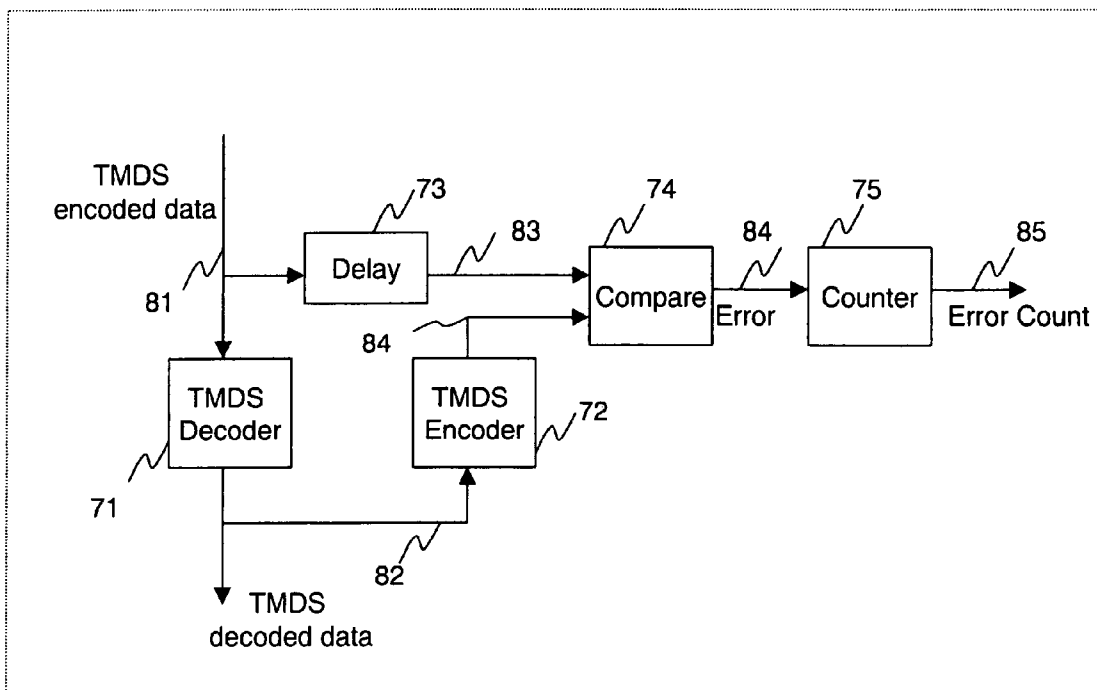 TMDS
encoded data
81
73
Delay
83
74
Compare
84
Error
75
Counter
85
Error Count
84
TMDS
Decoder
71
TMDS
Encoder
72
82
TMDS
decoded data